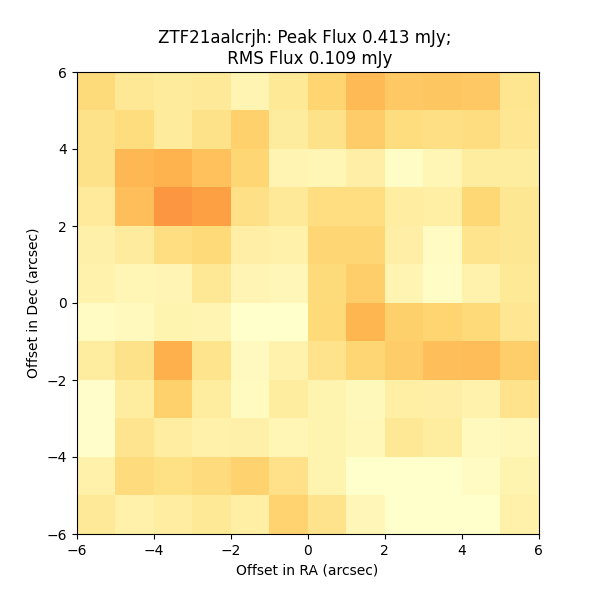 ZTF21aalcrjh: Peak Flux 0.413 mJy;
RMS Flux 0.109 mJy
6
4
2
0
−2
−4
−6
Offset in Dec (arcsec)
−6 −4 −2 0 2 4 6
Offset in RA (arcsec)